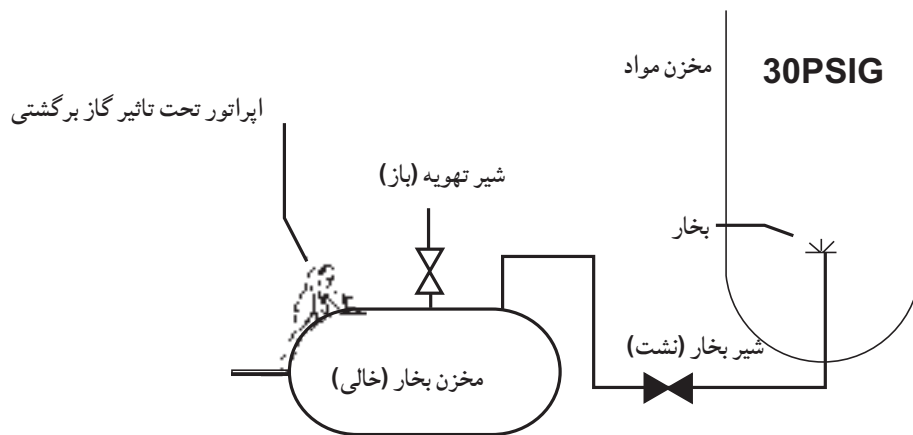 مخزن مواد
30PSIG
اپراتور تحت تاثیر گاز برگشتی
شیر تهویه (باز)
بخار
شیر بخار (نشت)
مخزن بخار (خالی)